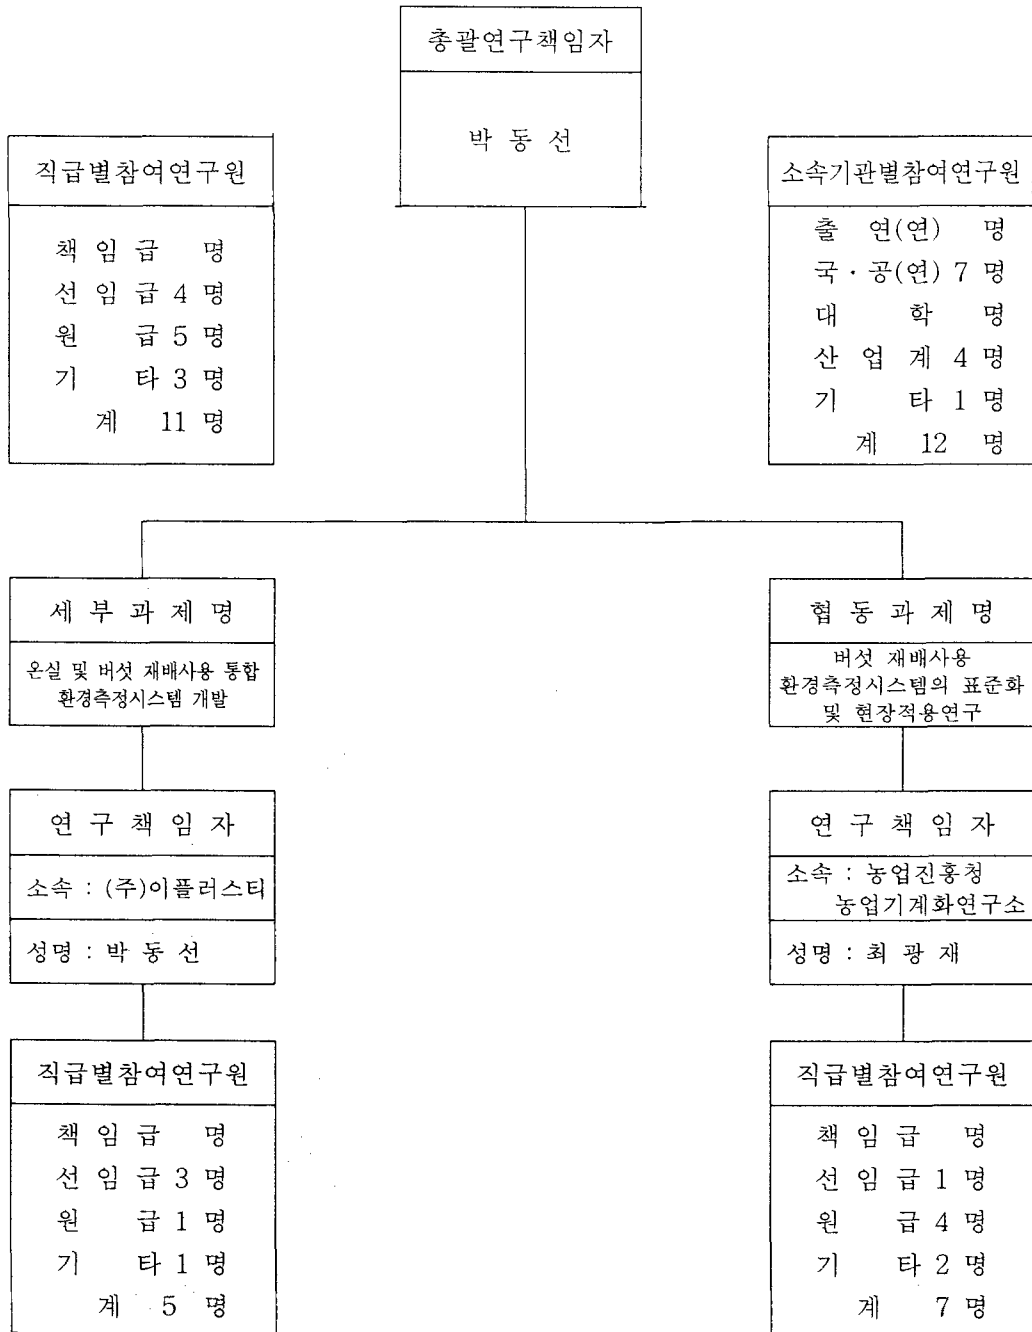 총괄연구책임자
박 동 선
직급별참여연구원
책 임 급 명
선 임 급 4 명
원 급 5 명
기 타 3 명
계 11 명
소속기관별참여연구원
출 연(연) 명
국 · 공(연) 7 명
대 학 명
산 업 계 4 명
기 타 1 명
계 12 명
세 부 과 제 명
온실 및 버섯 재배사용 통합
환경측정시스템 개발
연 구 책 임 자
소속 : (주)이플러스티
성명 : 박 동 선
직급별참여연구원
책 임 급 명
선 임 급 3 명
원 급 1 명
기 타 1 명
계 5 명
협 동 과 제 명
버섯 재배사용
환경측정시스템의 표준화
및 현장적용연구
연 구 책 임 자
소속 : 농업진흥청
농업기계화연구소
성명 : 최 광 재
직급별참여연구원
책 임 급 명
선 임 급 1 명
원 급 4 명
기 타 2 명
계 7 명